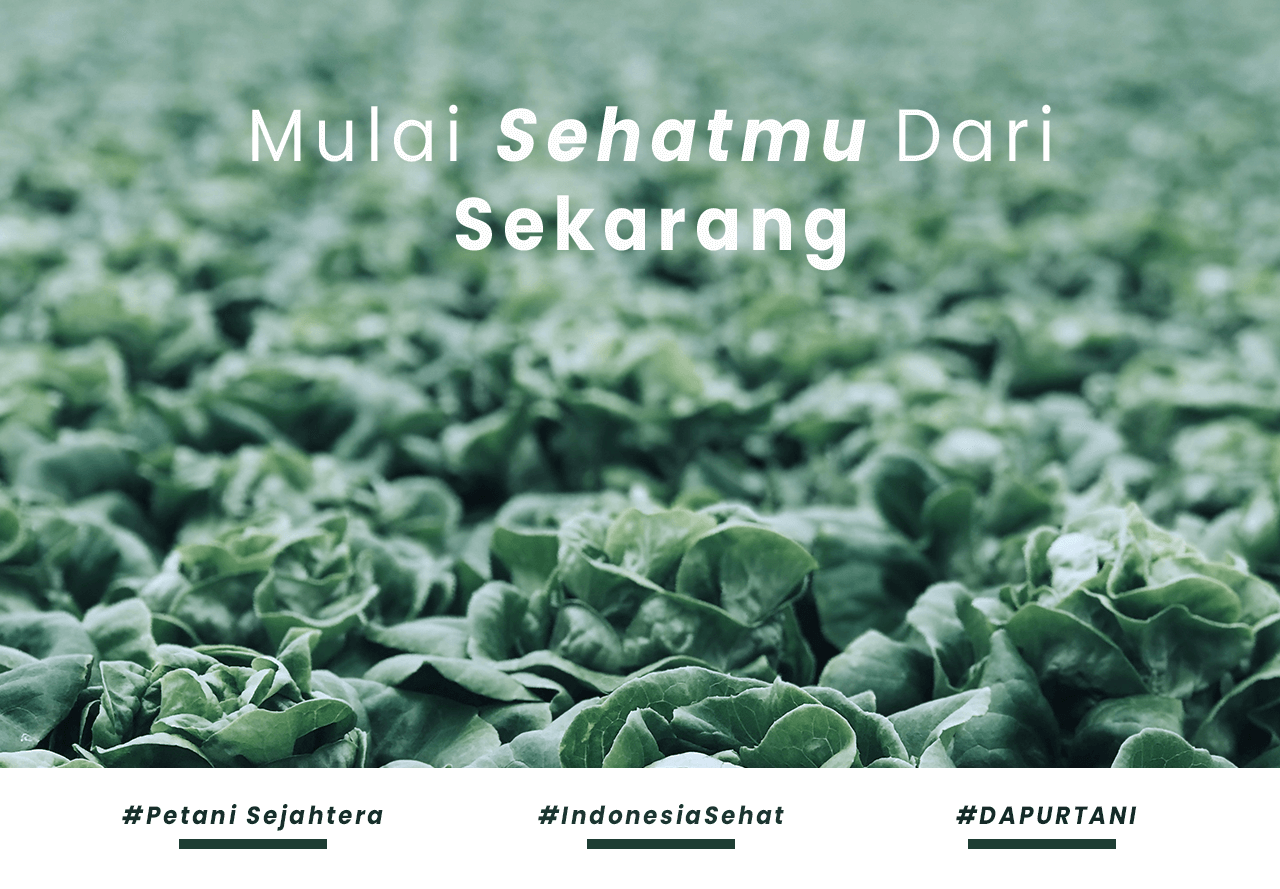 Mulai Sehatmu Dari
Sekarang
#Petani Sejahtera
#IndonesiaSehat
#DAPURTANI